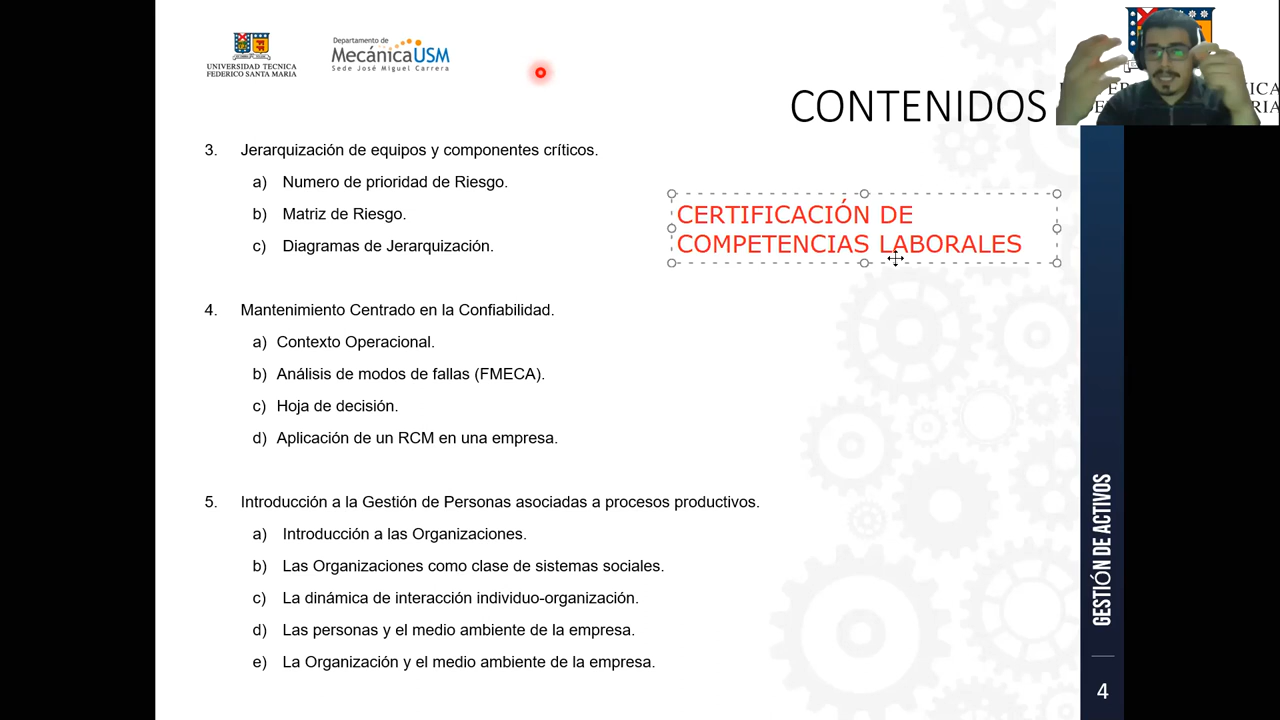 UNIVERSIDAD TECNICA
FEDERICO SANTA MARIA
Departamento de
MecánicaUSM
Sede José Miguel Carrera
CONTENIDOS
3. Jerarquización de equipos y componentes críticos.
a) Numero de prioridad de Riesgo.
b) Matriz de Riesgo.
c) Diagramas de Jerarquización.
CERTIFICACIÓN DE
COMPETENCIAS LABORALES
4. Mantenimiento Centrado en la Confiabilidad.
a) Contexto Operacional.
b) Análisis de modos de fallas (FMECA).
c) Hoja de decisión.
d) Aplicación de un RCM en una empresa.
5. Introducción a la Gestión de Personas asociadas a procesos productivos.
a) Introducción a las Organizaciones.
b) Las Organizaciones como clase de sistemas sociales.
c) La dinámica de interacción individuo-organización.
d) Las personas y el medio ambiente de la empresa.
e) La Organización y el medio ambiente de la empresa.
GESTIÓN DE ACTIVOS
4